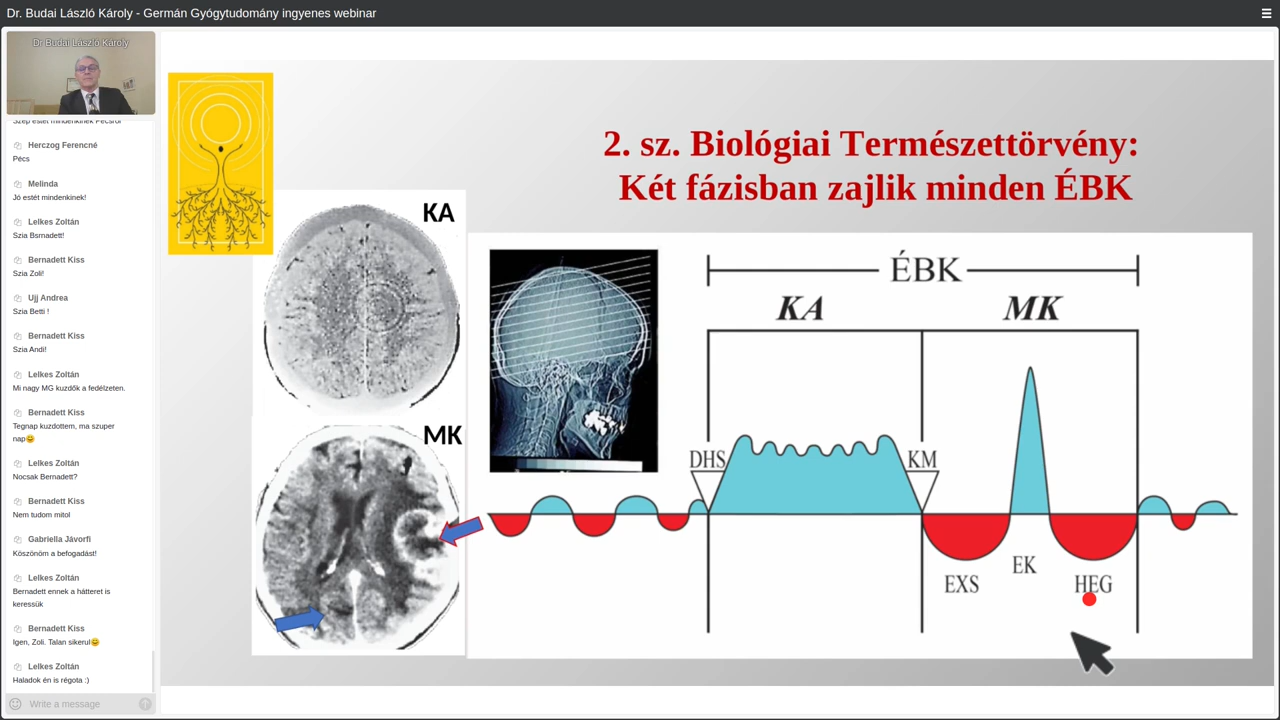 Dr. Budai László Károly - Germán Gyógytudomány ingyenes webinar
Dr Budai László Károly
Szép estét mindenkinek Pécsről
Herczog Ferencné
Pécs
Melinda
Jó estét mindenkinek!
Lelkes Zoltán
Szia Bsrnadett!
Bernadett Kiss
Szia Zoli!
Ujj Andrea
Szia Betti !
Bernadett Kiss
Szia Andi!
Lelkes Zoltán
Mi nagy MG kuzdők a fedélzeten.
Bernadett Kiss
Tegnap kuzdottem, ma szuper
nap😊
Lelkes Zoltán
Nocsak Bernadett?
Bernadett Kiss
Nem tudom mitol
Gabriella Jávorfi
Köszönöm a befogadást!
Lelkes Zoltán
Bernadett ennek a hátteret is
keressük
Bernadett Kiss
Igen, Zoli. Talan sikerul😊
Lelkes Zoltán
Haladok én is régota :)
Write a message
2. sz. Biológiai Természettörvény:
Két fázisban zajlik minden ÉBK
KA
MK
ÉBK
KA
MK
DHS
KM
EXS
EK
HEG